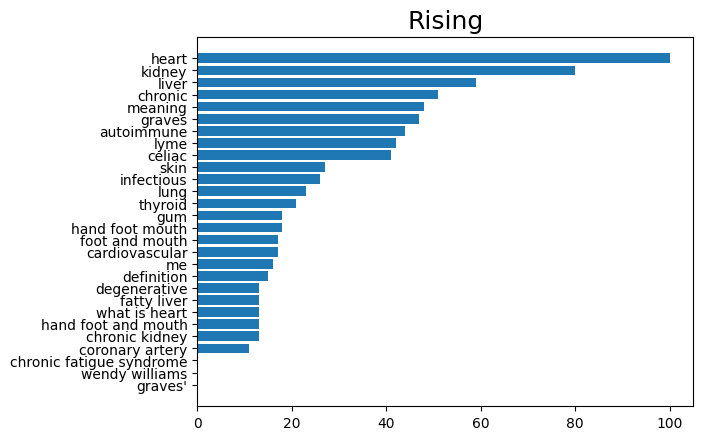 Rising
heart
kidney
liver
chronic
meaning
graves
autoimmune
lyme
celiac
skin
infectious
lung
thyroid
gum
hand foot mouth
foot and mouth
cardiovascular
me
definition
degenerative
fatty liver
what is heart
hand foot and mouth
chronic kidney
coronary artery
chronic fatigue syndrome
wendy williams
graves'
0 20 40 60 80 100